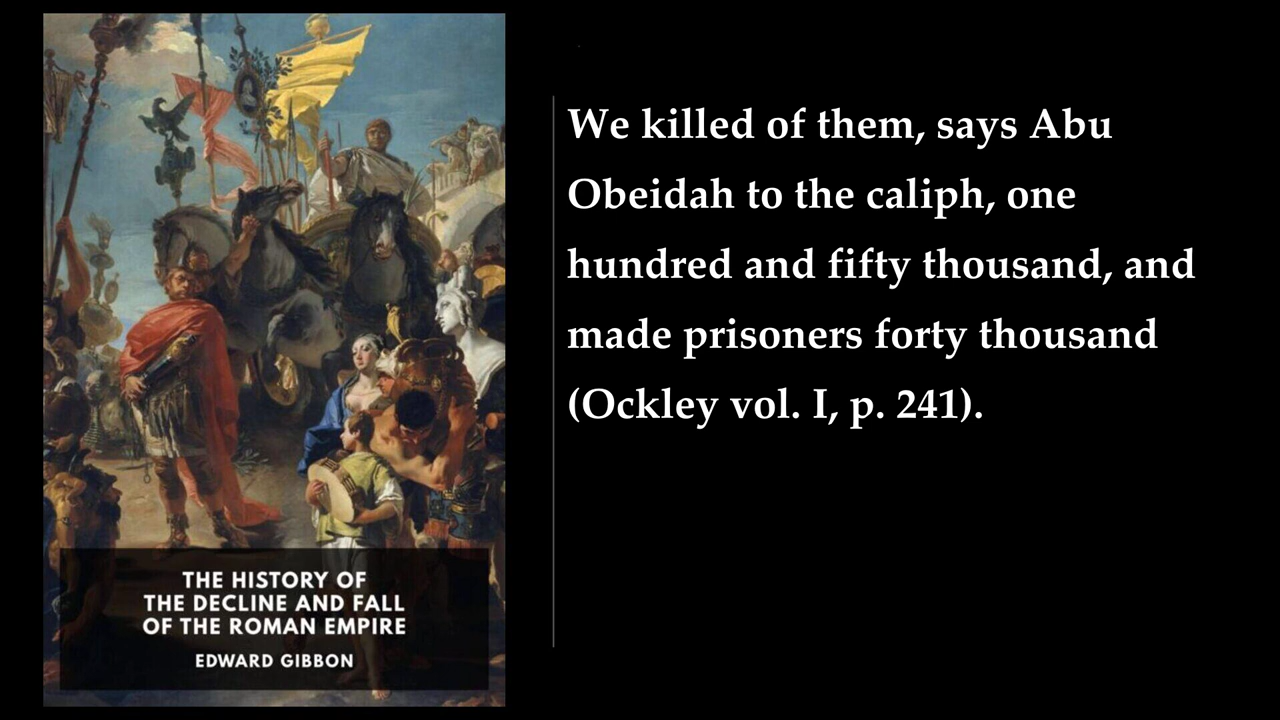 We killed of them, says Abu
Obeidah to the caliph, one
hundred and fifty thousand, and
made prisoners forty thousand
(Ockley vol. I, p. 241).
THE HISTORY OF
THE DECLINE AND FALL
OF THE ROMAN EMPIRE
EDWARD GIBBON